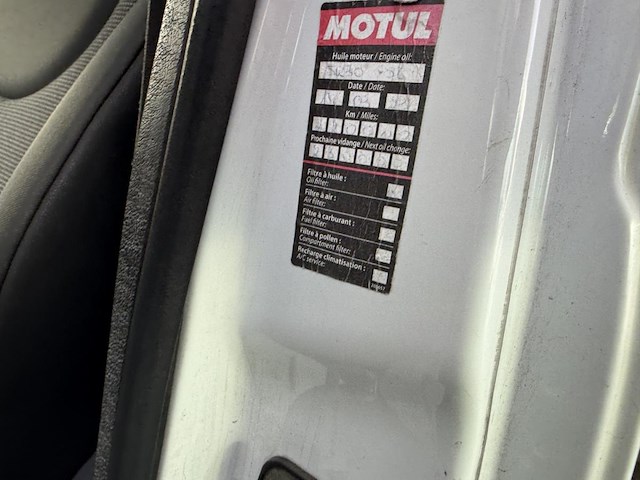 MOTUL
Huile moteur / Engine oil:
Date / Date:
Km / Miles:
Prochaine vidange / Next oil change:
Filtre à huile :
Oil filter:
Filtre à air :
Air filter:
Filtre à carburant :
Fuel filter:
Filtre à pollen :
Compartment filter:
Recharge climatisation :
A/C service: